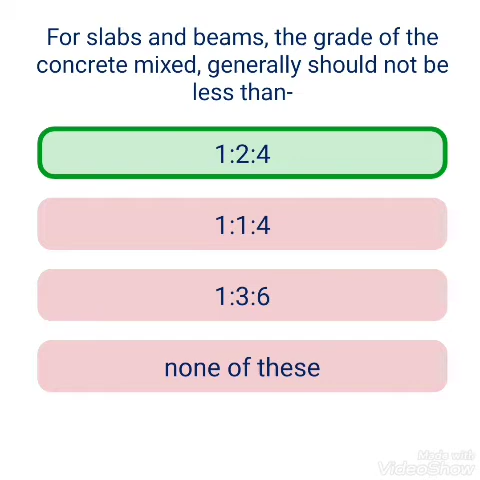 For slabs and beams, the grade of the
concrete mixed, generally should not be
less than-
1:2:4
1:1:4
1:3:6
none of these
Made with
VideoShow